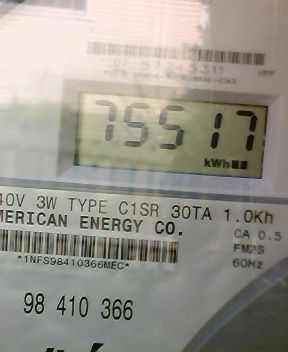 75517
kWh
40V 3W TYPE C1SR 30TA 1.0Kh
MERICAN ENERGY CO.
CA 0.5
FM2S
60Hz
*1NFS98410366MEC*
98 410 366